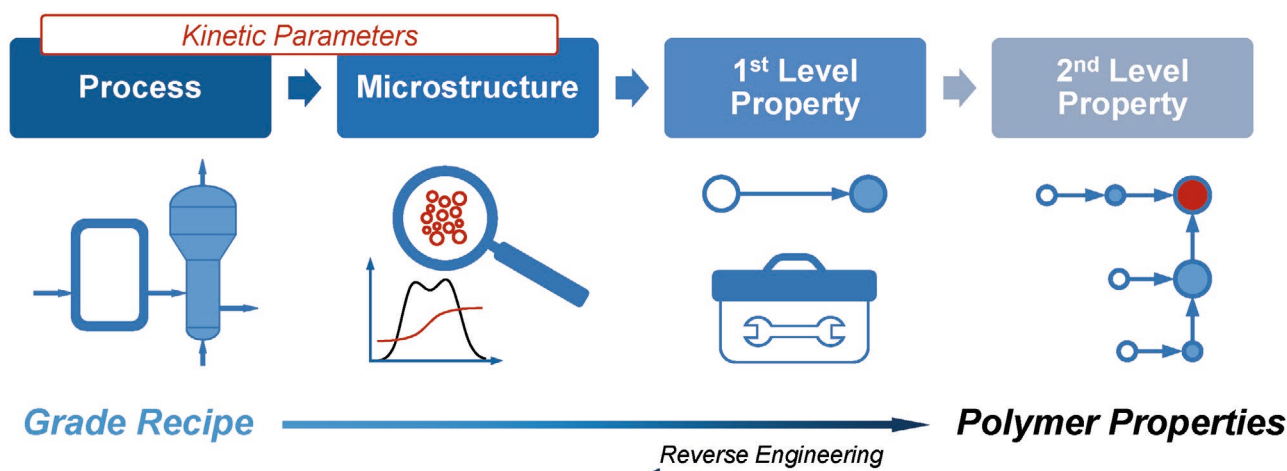 Kinetic Parameters
Process
Microstructure
1st Level
Property
2nd Level
Property
Grade Recipe
Polymer Properties
Reverse Engineering